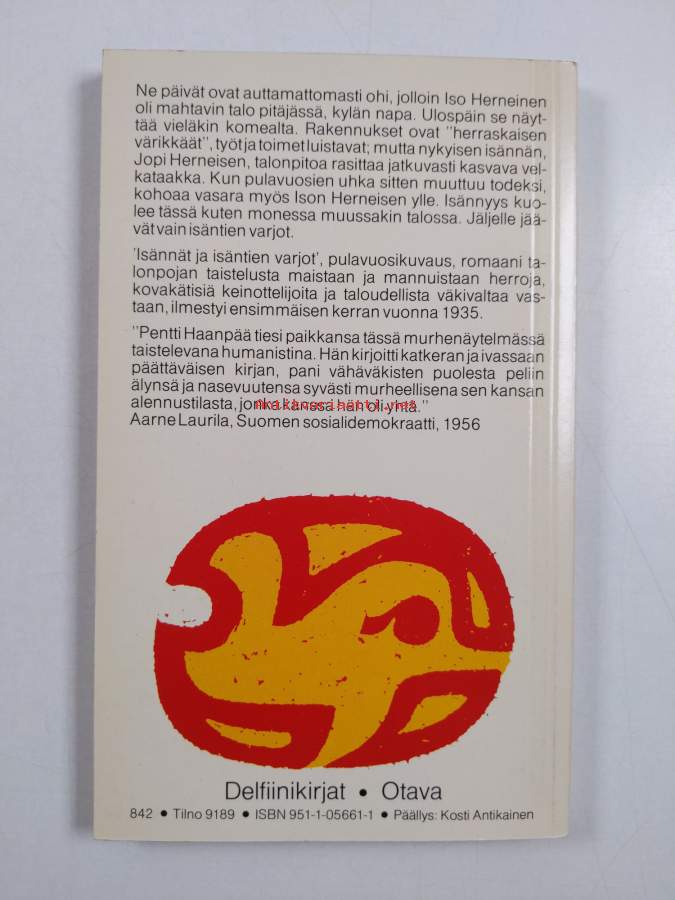 Ne päivät ovat auttamattomasti ohi, jolloin Iso Herneinen
oli mahtavin talo pitäjässä, kylän napa. Ulospäin se näyt-
tää vieläkin komealta. Rakennukset ovat "herraskaisen
värikkäät", työt ja toimet luistavat; mutta nykyisen isännän,
Jopi Herneisen, talonpitoa rasittaa jatkuvasti kasvava vel-
kataakka. Kun pulavuosien uhka sitten muuttuu todeksi,
kohoaa vasara myös Ison Herneisen ylle. Isännyys kuo-
lee tässä kuten monessa muussakin talossa. Jäljelle jää-
vät vain isäntien varjot.
'Isännät ja isäntien varjot', pulavuosikuvaus, romaani ta-
lonpojan taistelusta maistaan ja mannuistaan herroja,
kovakätisiä keinottelijoita ja taloudellista väkivaltaa vas-
taan, ilmestyi ensimmäisen kerran vuonna 1935.
"Pentti Haanpää tiesi paikkansa tässä murhenäytelmässä
taistelevana humanistina. Hän kirjoitti katkeran ja ivassaan
päättäväisen kirjan, pani vähäväkisten puolesta peliin
älynsä ja nasevuutensa syvästi murheellisena sen kansan
alennustilasta, jonka kanssa hän oli yhtä."
Aarne Laurila, Suomen sosialidemokraatti, 1956
Delfiinikirjat • Otava
842 • Tilno 9189 • ISBN 951-1-05661-1 • Päällys: Kosti Antikainen